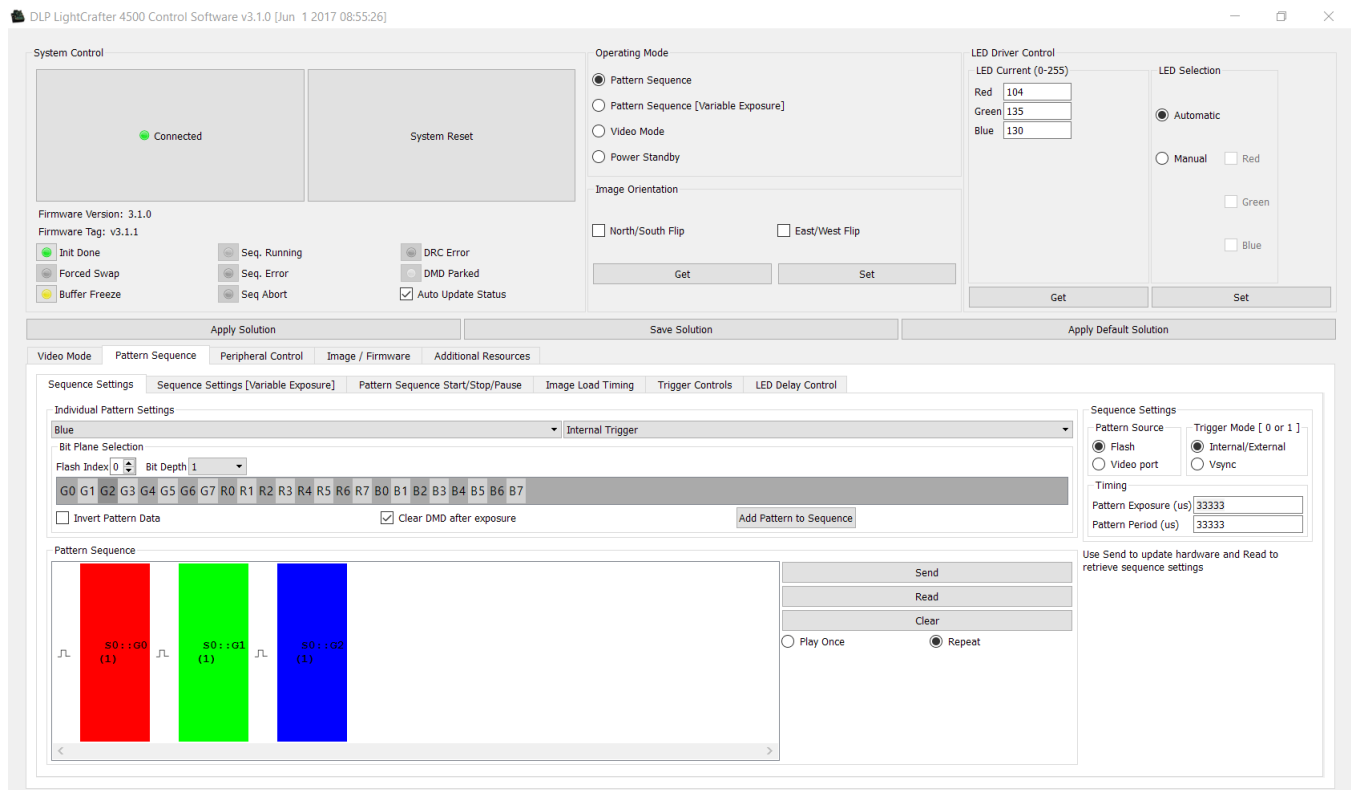 DLP LightCrafter 4500 Control Software v3.1.0 [Jun 1 2017 08:55:26]
System Control
Connected
System Reset
Firmware Version: 3.1.0
Firmware Tag: v3.1.1
Init Done
Seq. Running
DRC Error
Forced Swap
Seq. Error
DMD Parked
Buffer Freeze
Seq Abort
Auto Update Status
Operating Mode
Pattern Sequence
Pattern Sequence [Variable Exposure]
Video Mode
Power Standby
Image Orientation
North/South Flip
East/West Flip
Get
Set
LED Driver Control
LED Current (0-255)
Red 104
Green 135
Blue 130
LED Selection
Automatic
Manual
Red
Green
Blue
Get
Set
Apply Solution
Save Solution
Apply Default Solution
Video Mode
Pattern Sequence
Peripheral Control
Image / Firmware
Additional Resources
Sequence Settings
Sequence Settings [Variable Exposure]
Pattern Sequence Start/Stop/Pause
Image Load Timing
Trigger Controls
LED Delay Control
Individual Pattern Settings
Blue
Internal Trigger
Bit Plane Selection
Flash Index 0 Bit Depth 1
G0 G1 G2 G3 G4 G5 G6 G7 R0 R1 R2 R3 R4 R5 R6 R7 B0 B1 B2 B3 B4 B5 B6 B7
Invert Pattern Data
Clear DMD after exposure
Add Pattern to Sequence
Sequence Settings
Pattern Source
Flash
Video port
Trigger Mode [ 0 or 1 ]
Internal/External
Vsync
Timing
Pattern Exposure (us) 33333
Pattern Period (us) 33333
Use Send to update hardware and Read to
retrieve sequence settings
Pattern Sequence
S0::G0
(1)
S0::G1
(1)
S0::G2
(1)
Send
Read
Clear
Play Once
Repeat